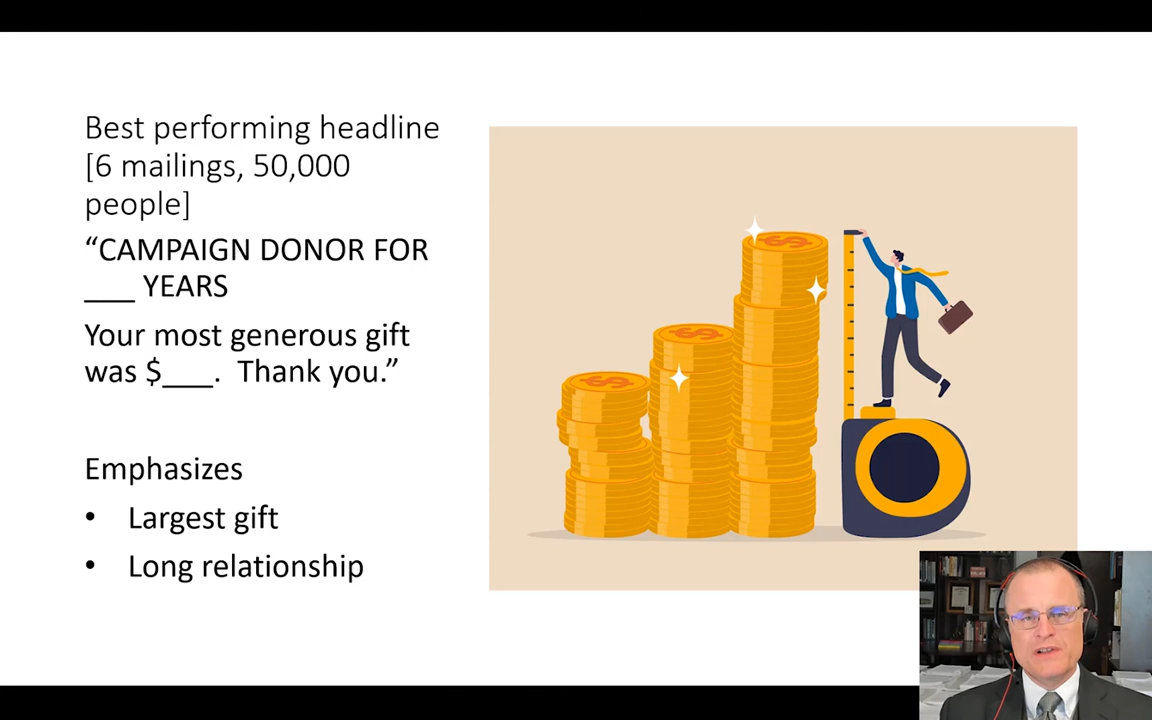 Best performing headline
[6 mailings, 50,000
people]
“CAMPAIGN DONOR FOR
___ YEARS
Your most generous gift
was $___.  Thank you.”
Emphasizes
• Largest gift
• Long relationship